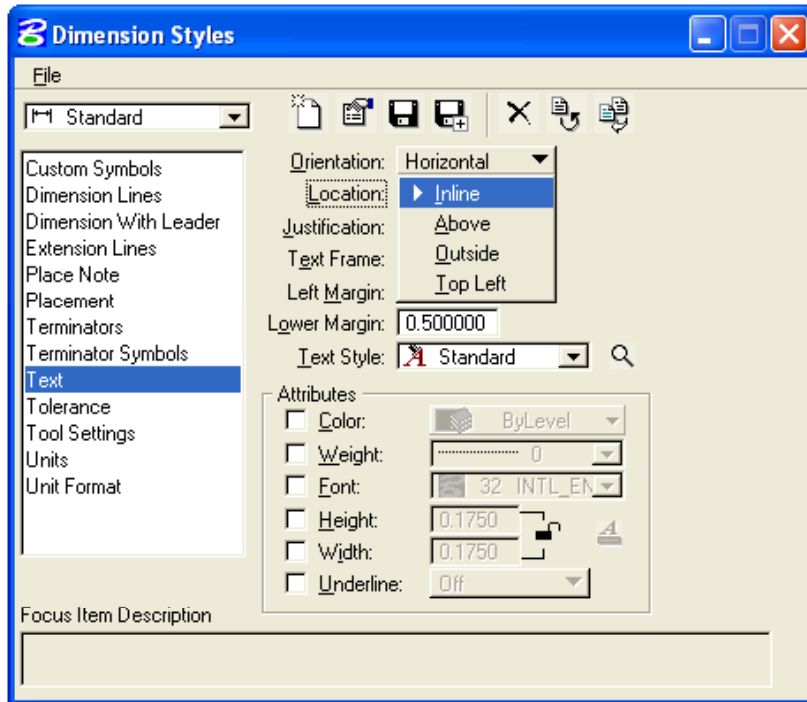 Dimension Styles
File
Standard
Custom Symbols
Dimension Lines
Dimension With Leader
Extension Lines
Place Note
Placement
Terminators
Terminator Symbols
Text
Tolerance
Tool Settings
Units
Unit Format
Orientation: Horizontal
Location: Inline
Justification: Above
Text Frame: Outside
Left Margin: Top Left
Lower Margin: 0.500000
Text Style: A Standard
Attributes
Color: ByLevel
Weight: 0
Font: 32 INTL_EN
Height: 0.1750
Width: 0.1750
A
Underline: Off
Focus Item Description